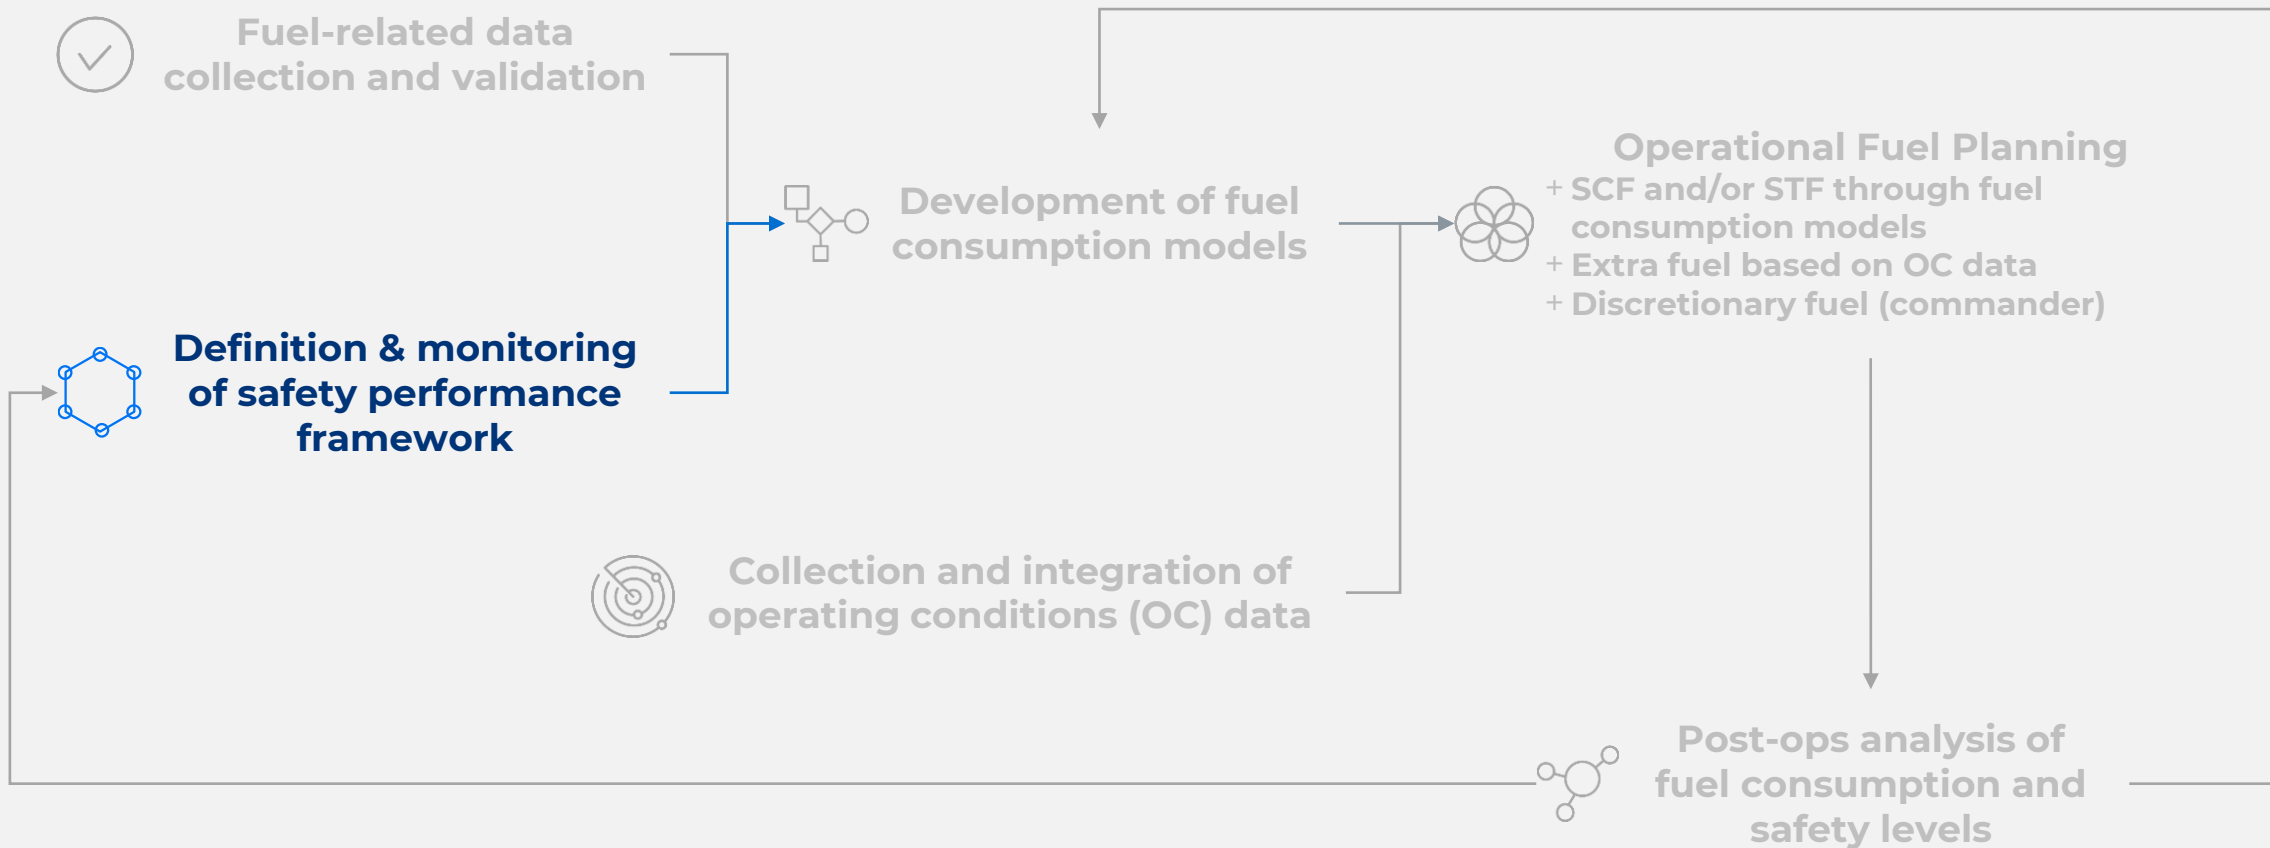 Fuel-related data
collection and validation
Development of fuel
consumption models
Operational Fuel Planning
+ SCF and/or STF through fuel
consumption models
+ Extra fuel based on OC data
+ Discretionary fuel (commander)
Definition & monitoring
of safety performance
framework
Collection and integration of
operating conditions (OC) data
Post-ops analysis of
fuel consumption and
safety levels